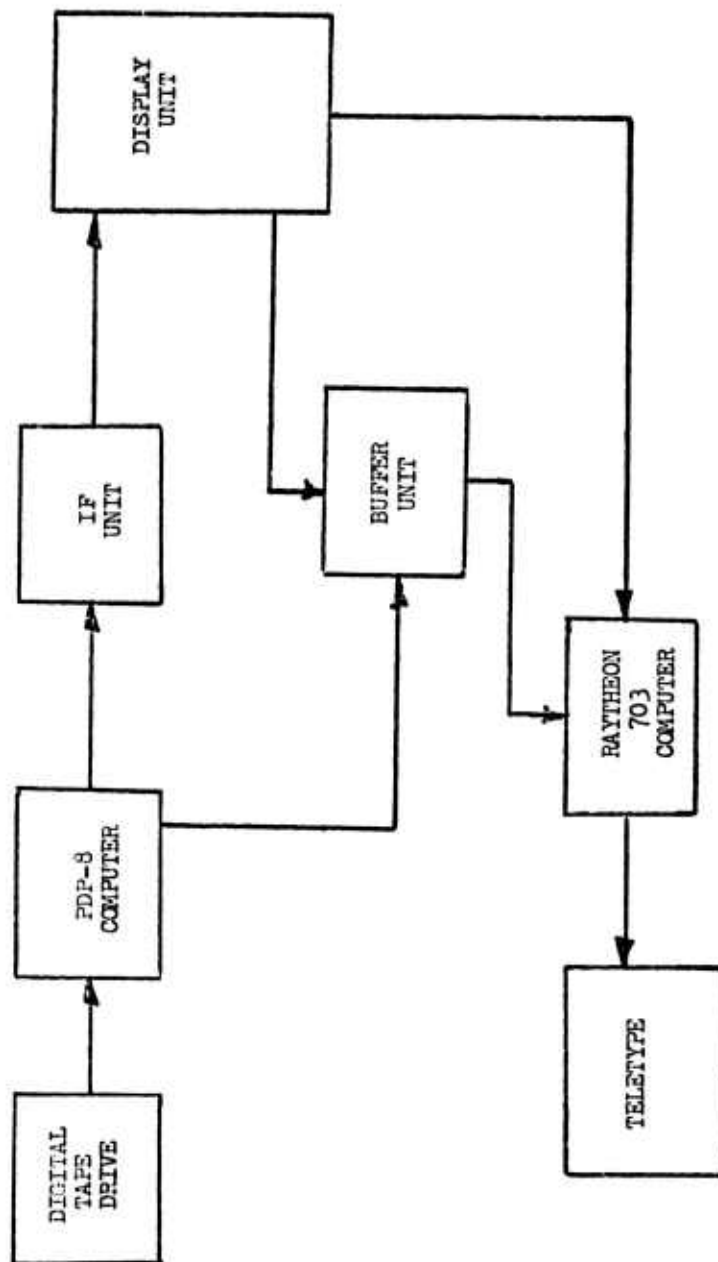 DIGITAL
TAPE
DRIVE
PDP-8
COMPUTER
IF
UNIT
DISPLAY
UNIT
BUFFER
UNIT
RAYTHEON
703
COMPUTER
TELETYPE